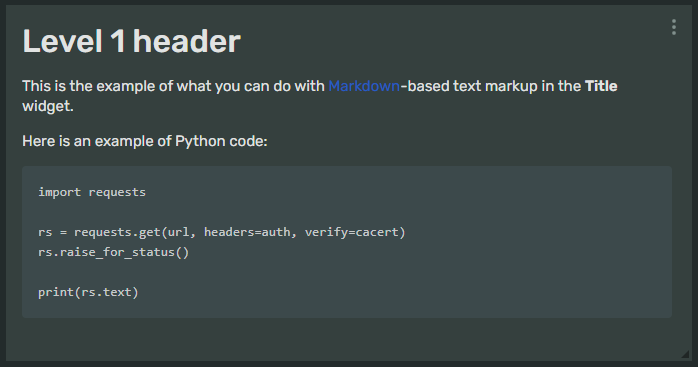 Level 1 header
This is the example of what you can do with Markdown-based text markup in the Title
widget.
Here is an example of Python code:
import requests
rs = requests.get(url, headers=auth, verify=cacert)
rs.raise_for_status()
print(rs.text)